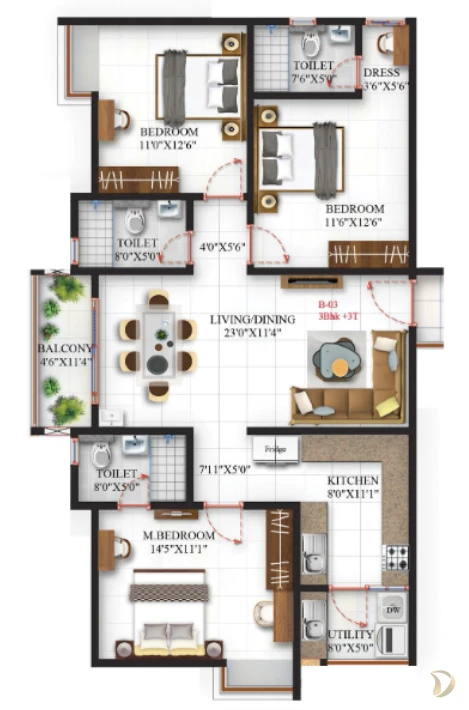 TOILET
7'6"X5'0"
DRESS
3'6"X5'6"
BEDROOM
11'0"X12'6"
BEDROOM
11'6"X12'6"
TOILET
8'0"X5'0"
4'0"X5'6"
B-03
3Bhk +3T
LIVING/DINING
23'0"X11'4"
BALCONY
4'6"X11'4"
TOILET
8'0"X5'0"
7'11"X5'0"
Fridge
KITCHEN
8'0"X11'1"
M.BEDROOM
14'5"X11'1"
DW
UTILITY
8'0"X5'0"